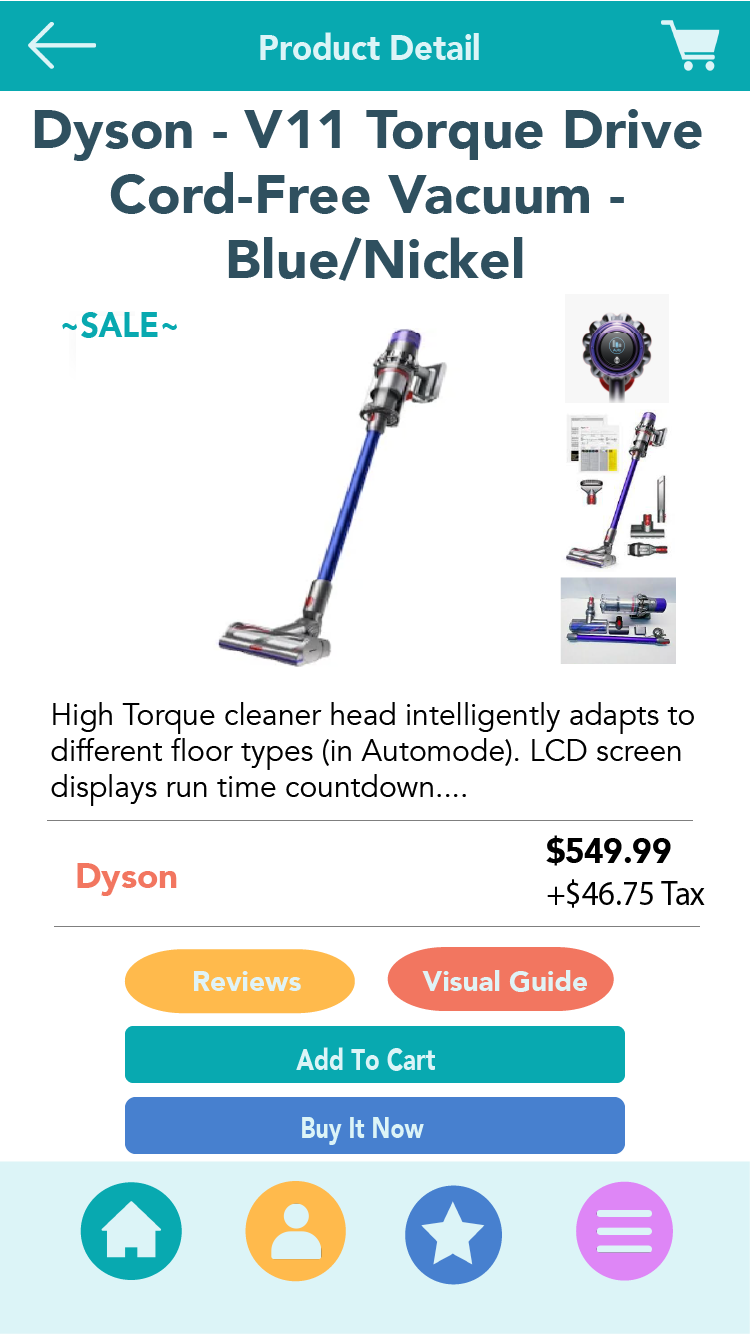 Product Detail
Dyson - V11 Torque Drive
Cord-Free Vacuum -
Blue/Nickel
~SALE~
High Torque cleaner head intelligently adapts to
different floor types (in Automode). LCD screen
displays run time countdown....
Dyson
$549.99
+$46.75 Tax
Reviews
Visual Guide
Add To Cart
Buy It Now